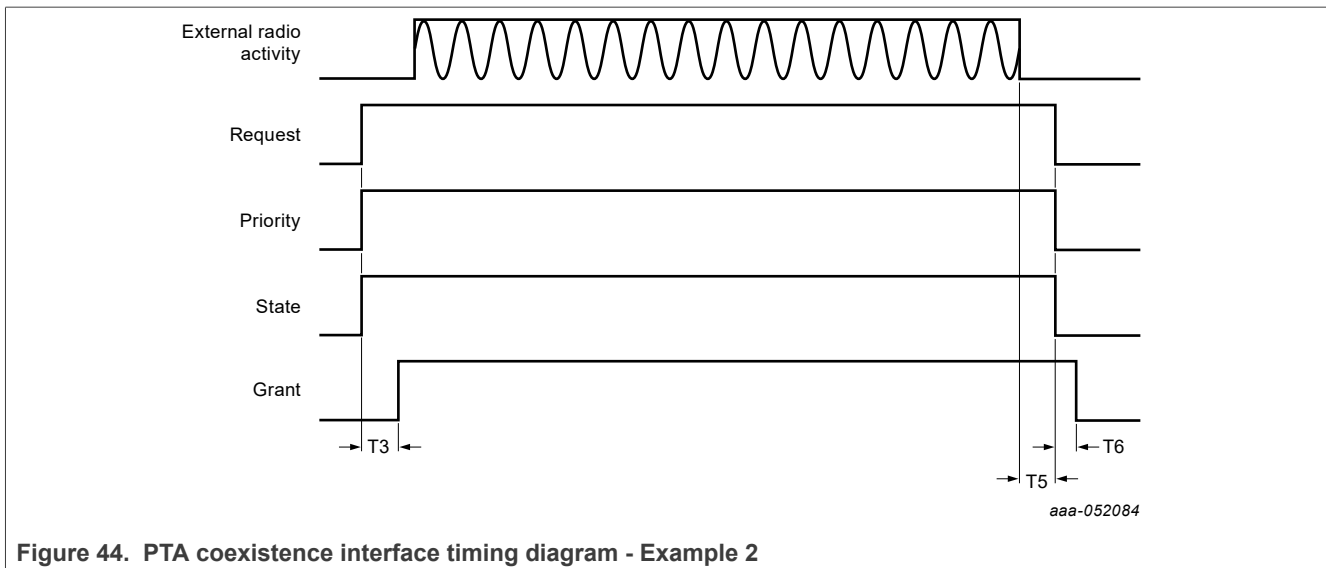 External radio
activity
Request
Priority
State
Grant
T3
T6
T5
aaa-052084
Figure 44. PTA coexistence interface timing diagram - Example 2